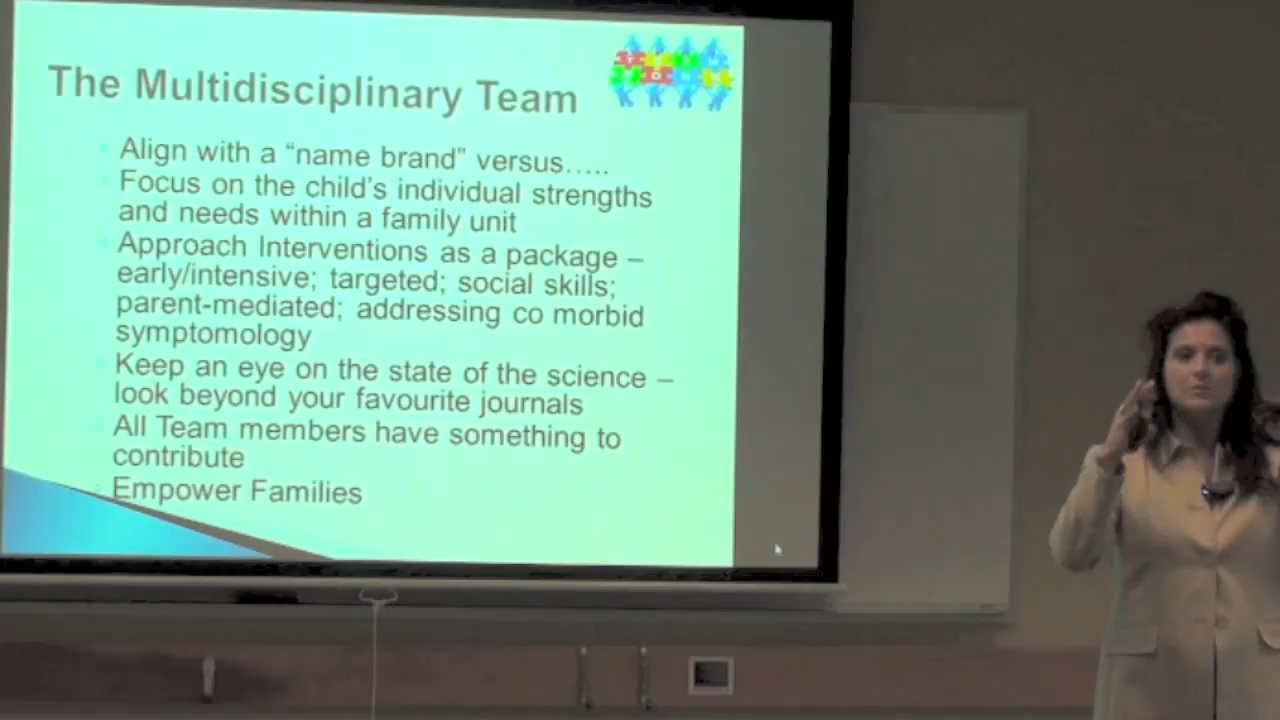 The Multidisciplinary Team
Align with a “name brand” versus…..
Focus on the child’s individual strengths
and needs within a family unit
Approach Interventions as a package –
early/intensive; targeted; social skills;
parent-mediated; addressing co morbid
symptomology
Keep an eye on the state of the science –
look beyond your favourite journals
All Team members have something to
contribute
Empower Families